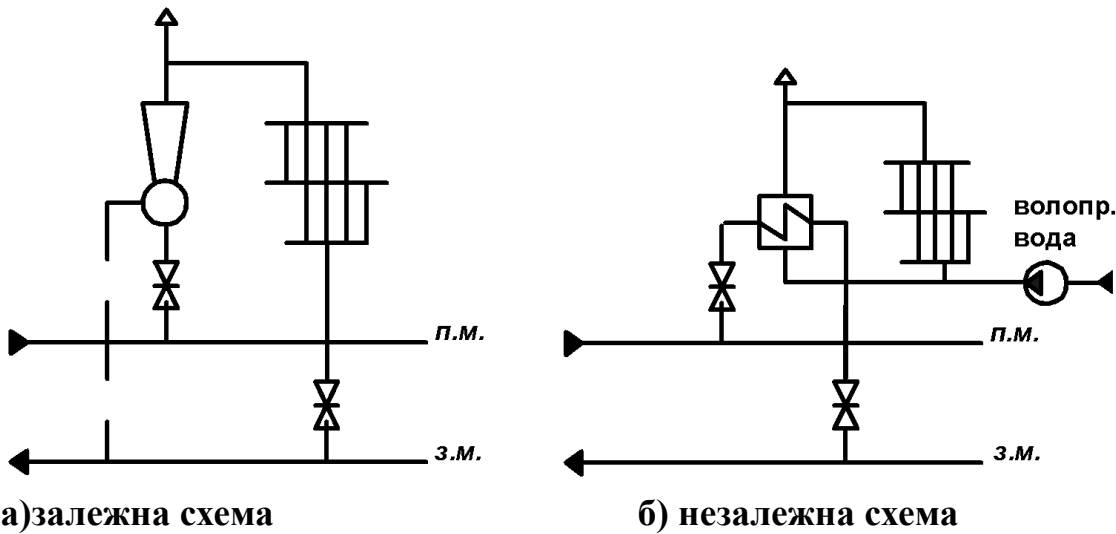 п.м.
з.м.
а)залежна схема
волопр.
вода
п.м.
з.м.
б) незалежна схема